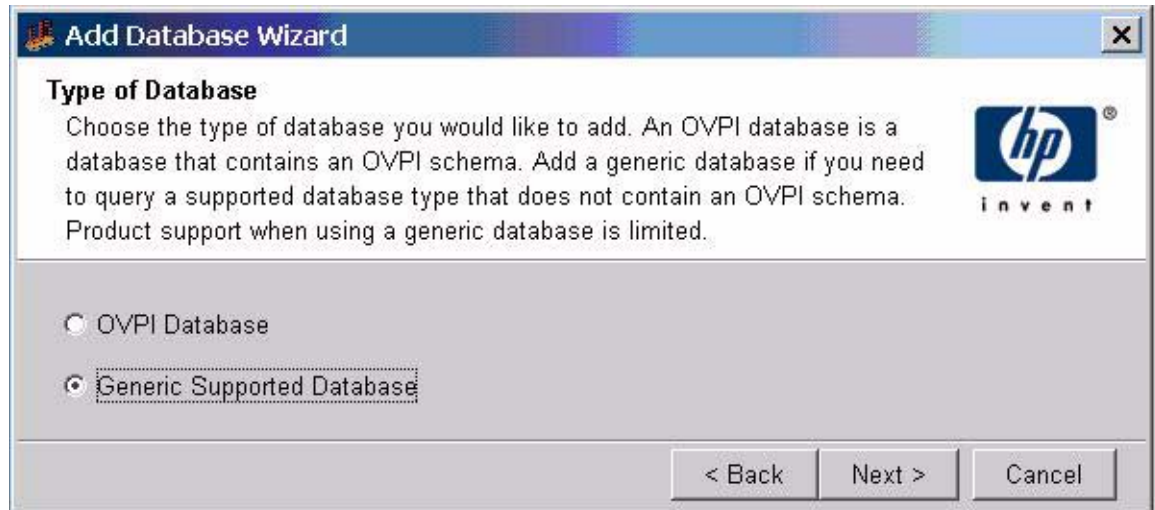 Add Database Wizard
Type of Database
Choose the type of database you would like to add. An OVPI database is a
database that contains an OVPI schema. Add a generic database if you need
to query a supported database type that does not contain an OVPI schema.
Product support when using a generic database is limited.
hp ®
invent
OVPI Database
Generic Supported Database
< Back Next > Cancel